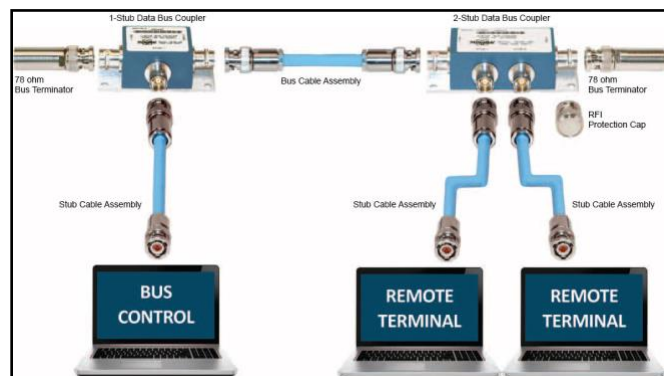 1-Stub Data Bus Coupler
2-Stub Data Bus Coupler
78 ohm
Bus Terminator
Bus Cable Assembly
78 ohm
Bus Terminator
RFI
Protection Cap
Stub Cable Assembly
Stub Cable Assembly
Stub Cable Assembly
BUS
CONTROL
REMOTE
TERMINAL
REMOTE
TERMINAL